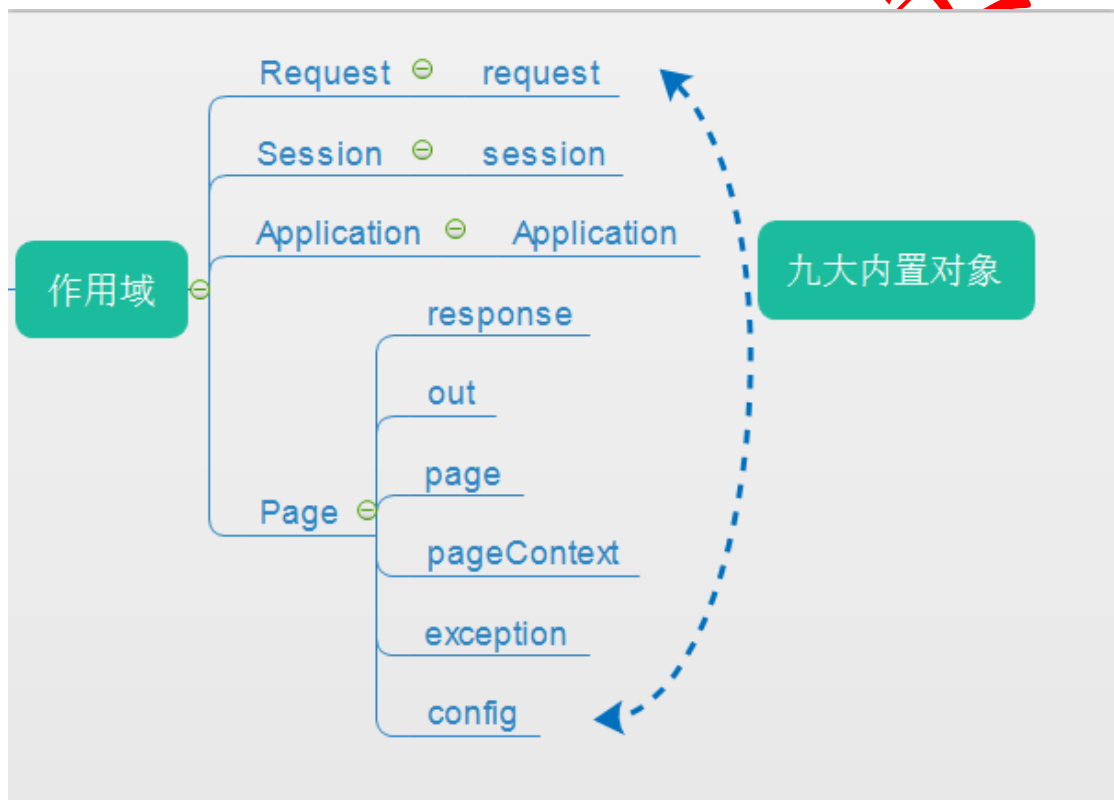 Request request
Session session
Application Application
作用域
九大内置对象
response
out
page
Page
pageContext
exception
config